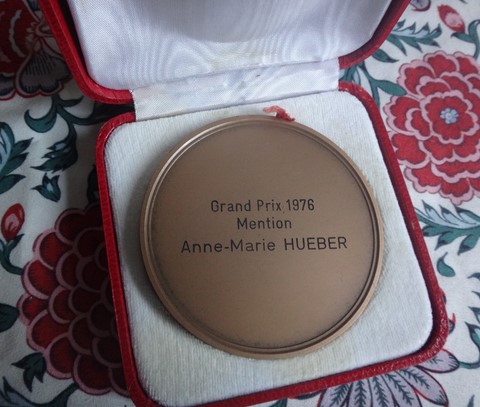 Grand Prix 1976
Mention
Anne-Marie HUEBER